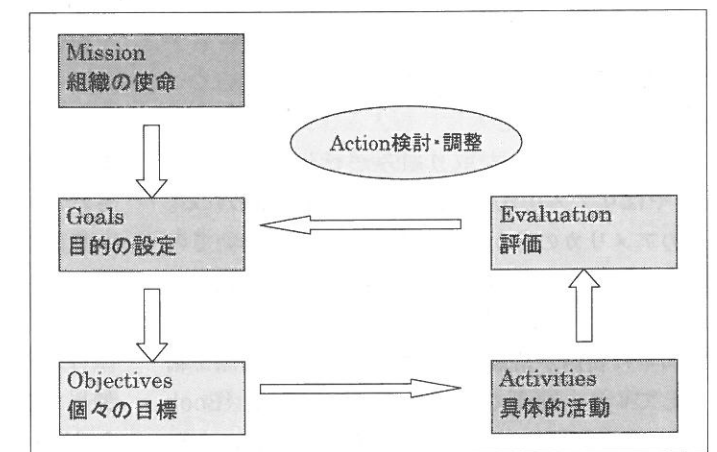 Mission
組織の使命
Action検討・調整
Goals
目的の設定
Evaluation
評価
Objectives
個々の目標
Activities
具体的活動